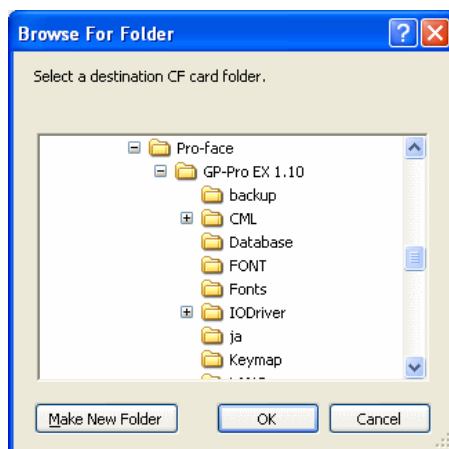 Browse For Folder
Select a destination CF card folder.
Pro-face
GP-Pro EX 1.10
backup
CML
Database
FONT
Fonts
IODriver
ja
Keymap
Make New Folder OK Cancel